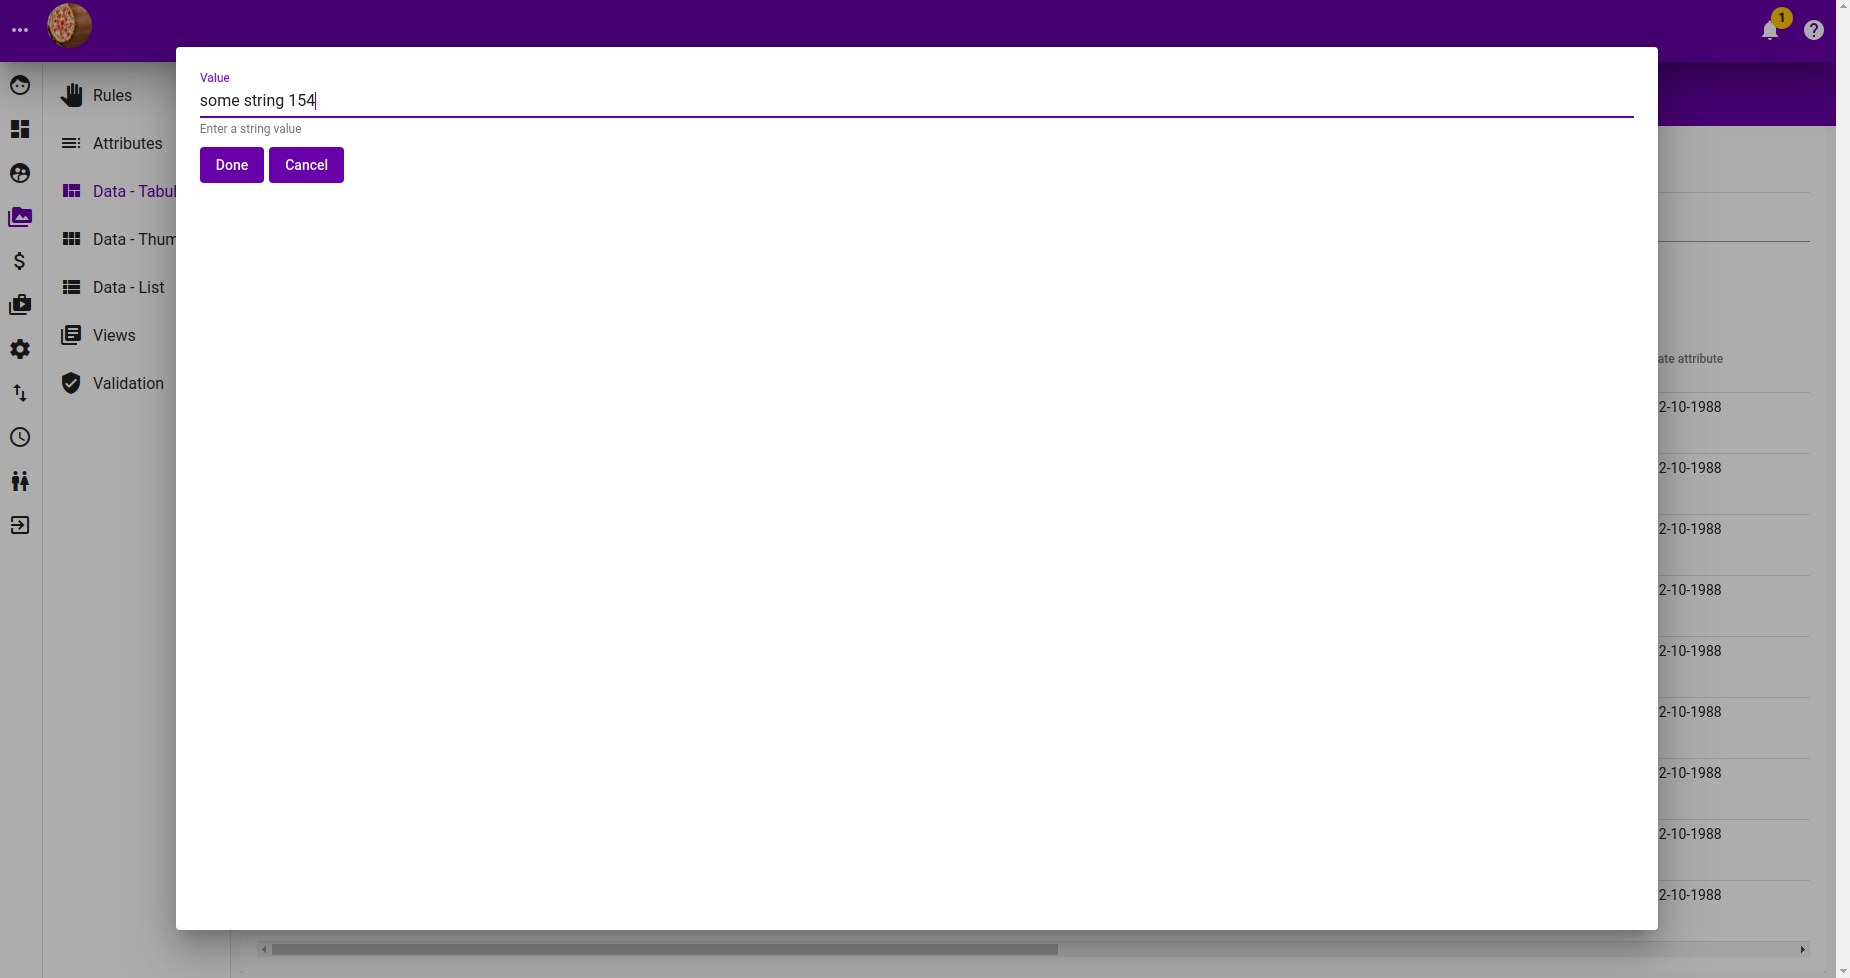 1
Value
some string 154
Enter a string value
Done
Cancel
Rules
Attributes
Data - Tabul
Data - Thum
Data - List
Views
Validation
ate attribute
2-10-1988
2-10-1988
2-10-1988
2-10-1988
2-10-1988
2-10-1988
2-10-1988
2-10-1988
2-10-1988